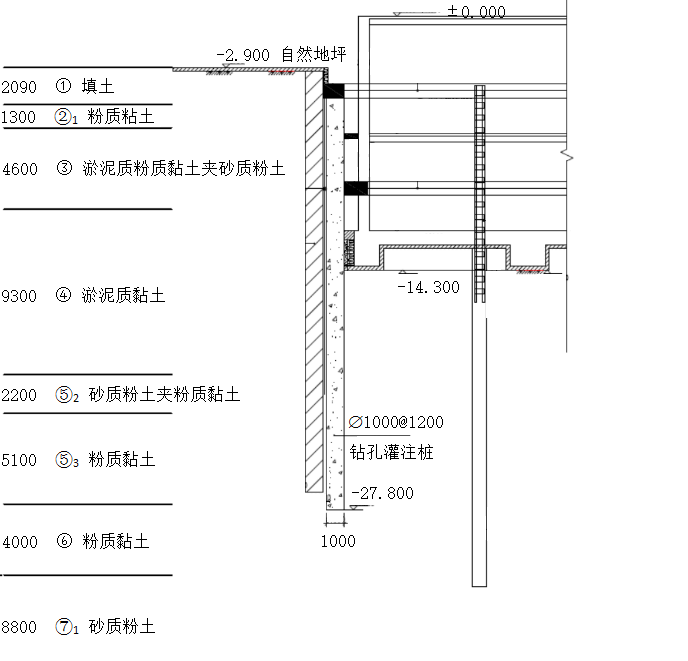 ±0.000
-2.900 自然地坪
2090 ① 填土
1300 ②₁ 粉质粘土
4600 ③ 淤泥质粉质黏土夹砂质粉土
9300 ④ 淤泥质黏土
-14.300
2200 ⑤₂ 砂质粉土夹粉质黏土
∅1000@1200
钻孔灌注桩
5100 ⑤₃ 粉质黏土
-27.800
1000
4000 ⑥ 粉质黏土
8800 ⑦₁ 砂质粉土